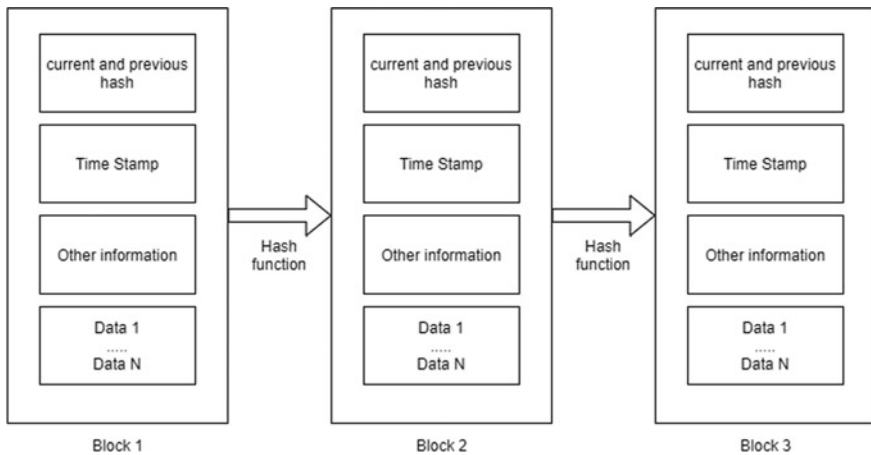 current and previous
hash
Time Stamp
Other information
Data 1
.....
Data N
Block 1
Hash
function
current and previous
hash
Time Stamp
Other information
Data 1
.....
Data N
Block 2
Hash
function
current and previous
hash
Time Stamp
Other information
Data 1
.....
Data N
Block 3